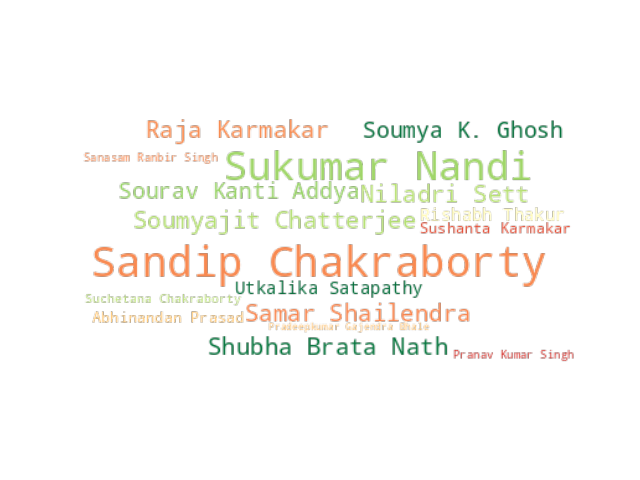 Raja Karmakar Soumya K. Ghosh
Sanasam Ranbir Singh Sukumar Nandi
Sourav Kanti Addya Niladri Sett
Soumyajit Chatterjee Rishabh Thakur
Sushanta Karmakar
Sandip Chakraborty
Utkalika Satapathy
Suchetana Chakraborty
Abhinandan Prasad Samar Shailendra
Pradeepkumar Gajendra Bhale
Shubha Brata Nath Pranav Kumar Singh